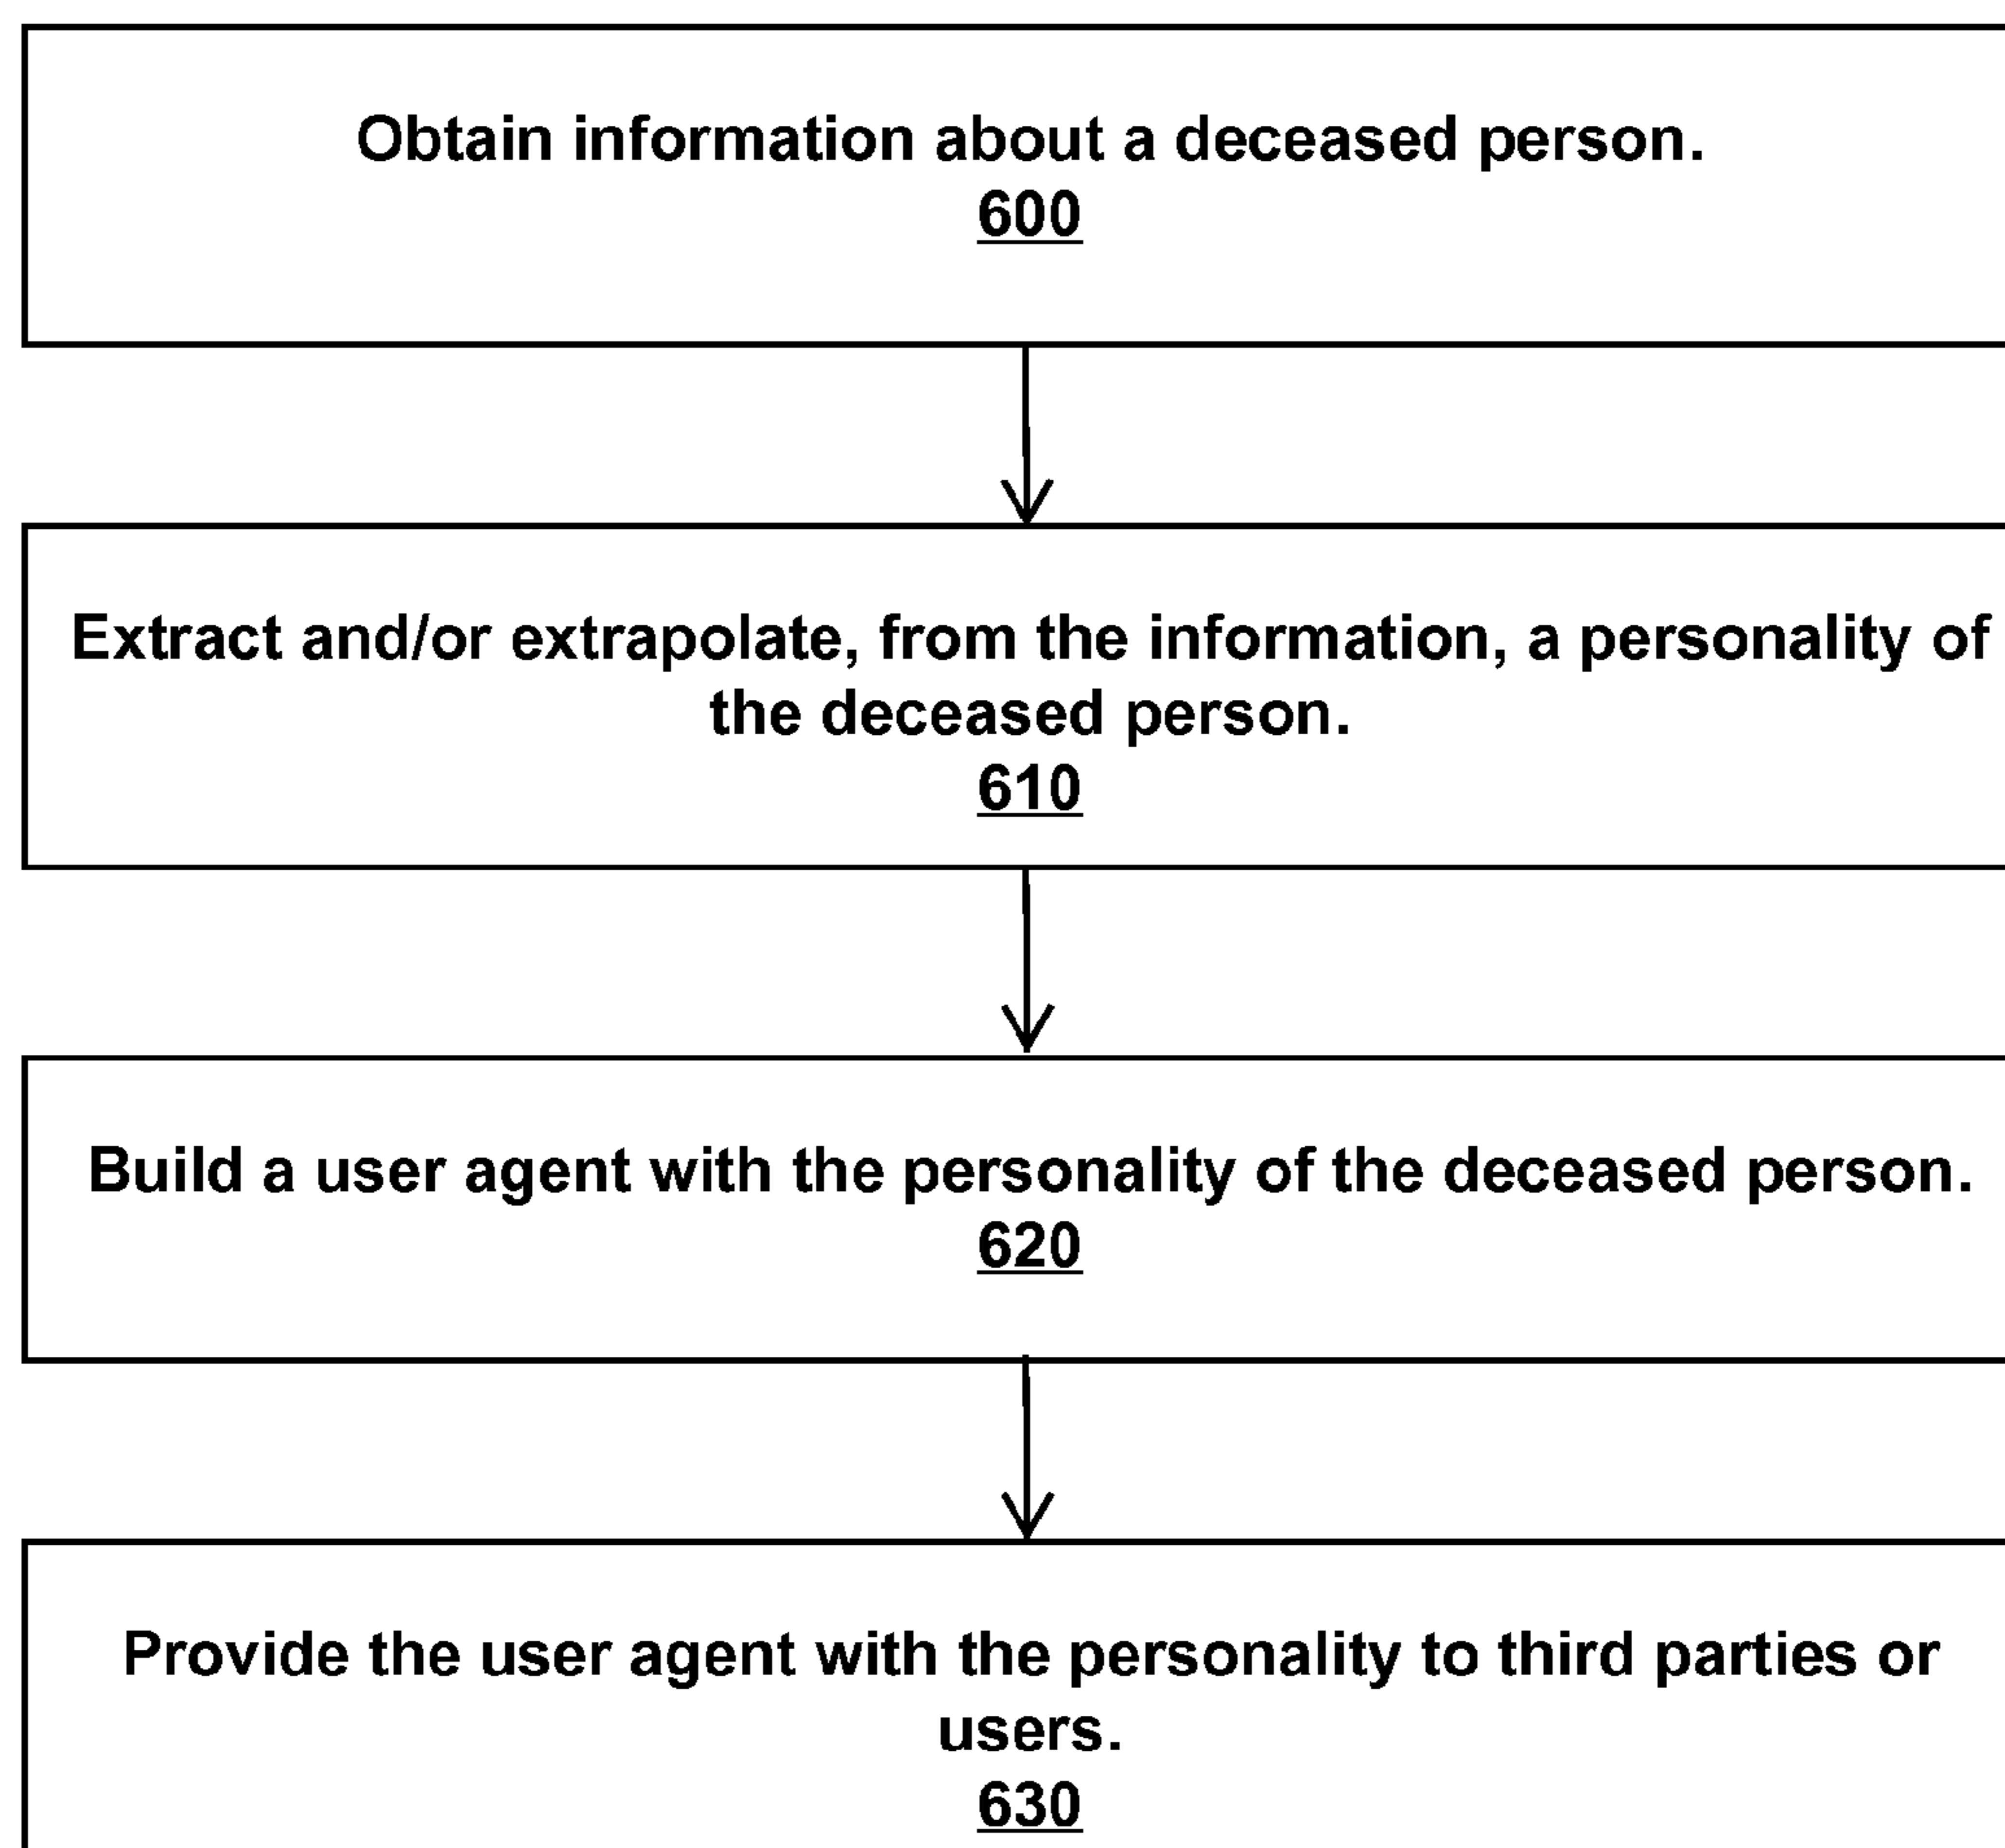 Obtain information about a deceased person.
600
Extract and/or extrapolate, from the information, a personality of
the deceased person.
610
Build a user agent with the personality of the deceased person.
620
Provide the user agent with the personality to third parties or
users.
630